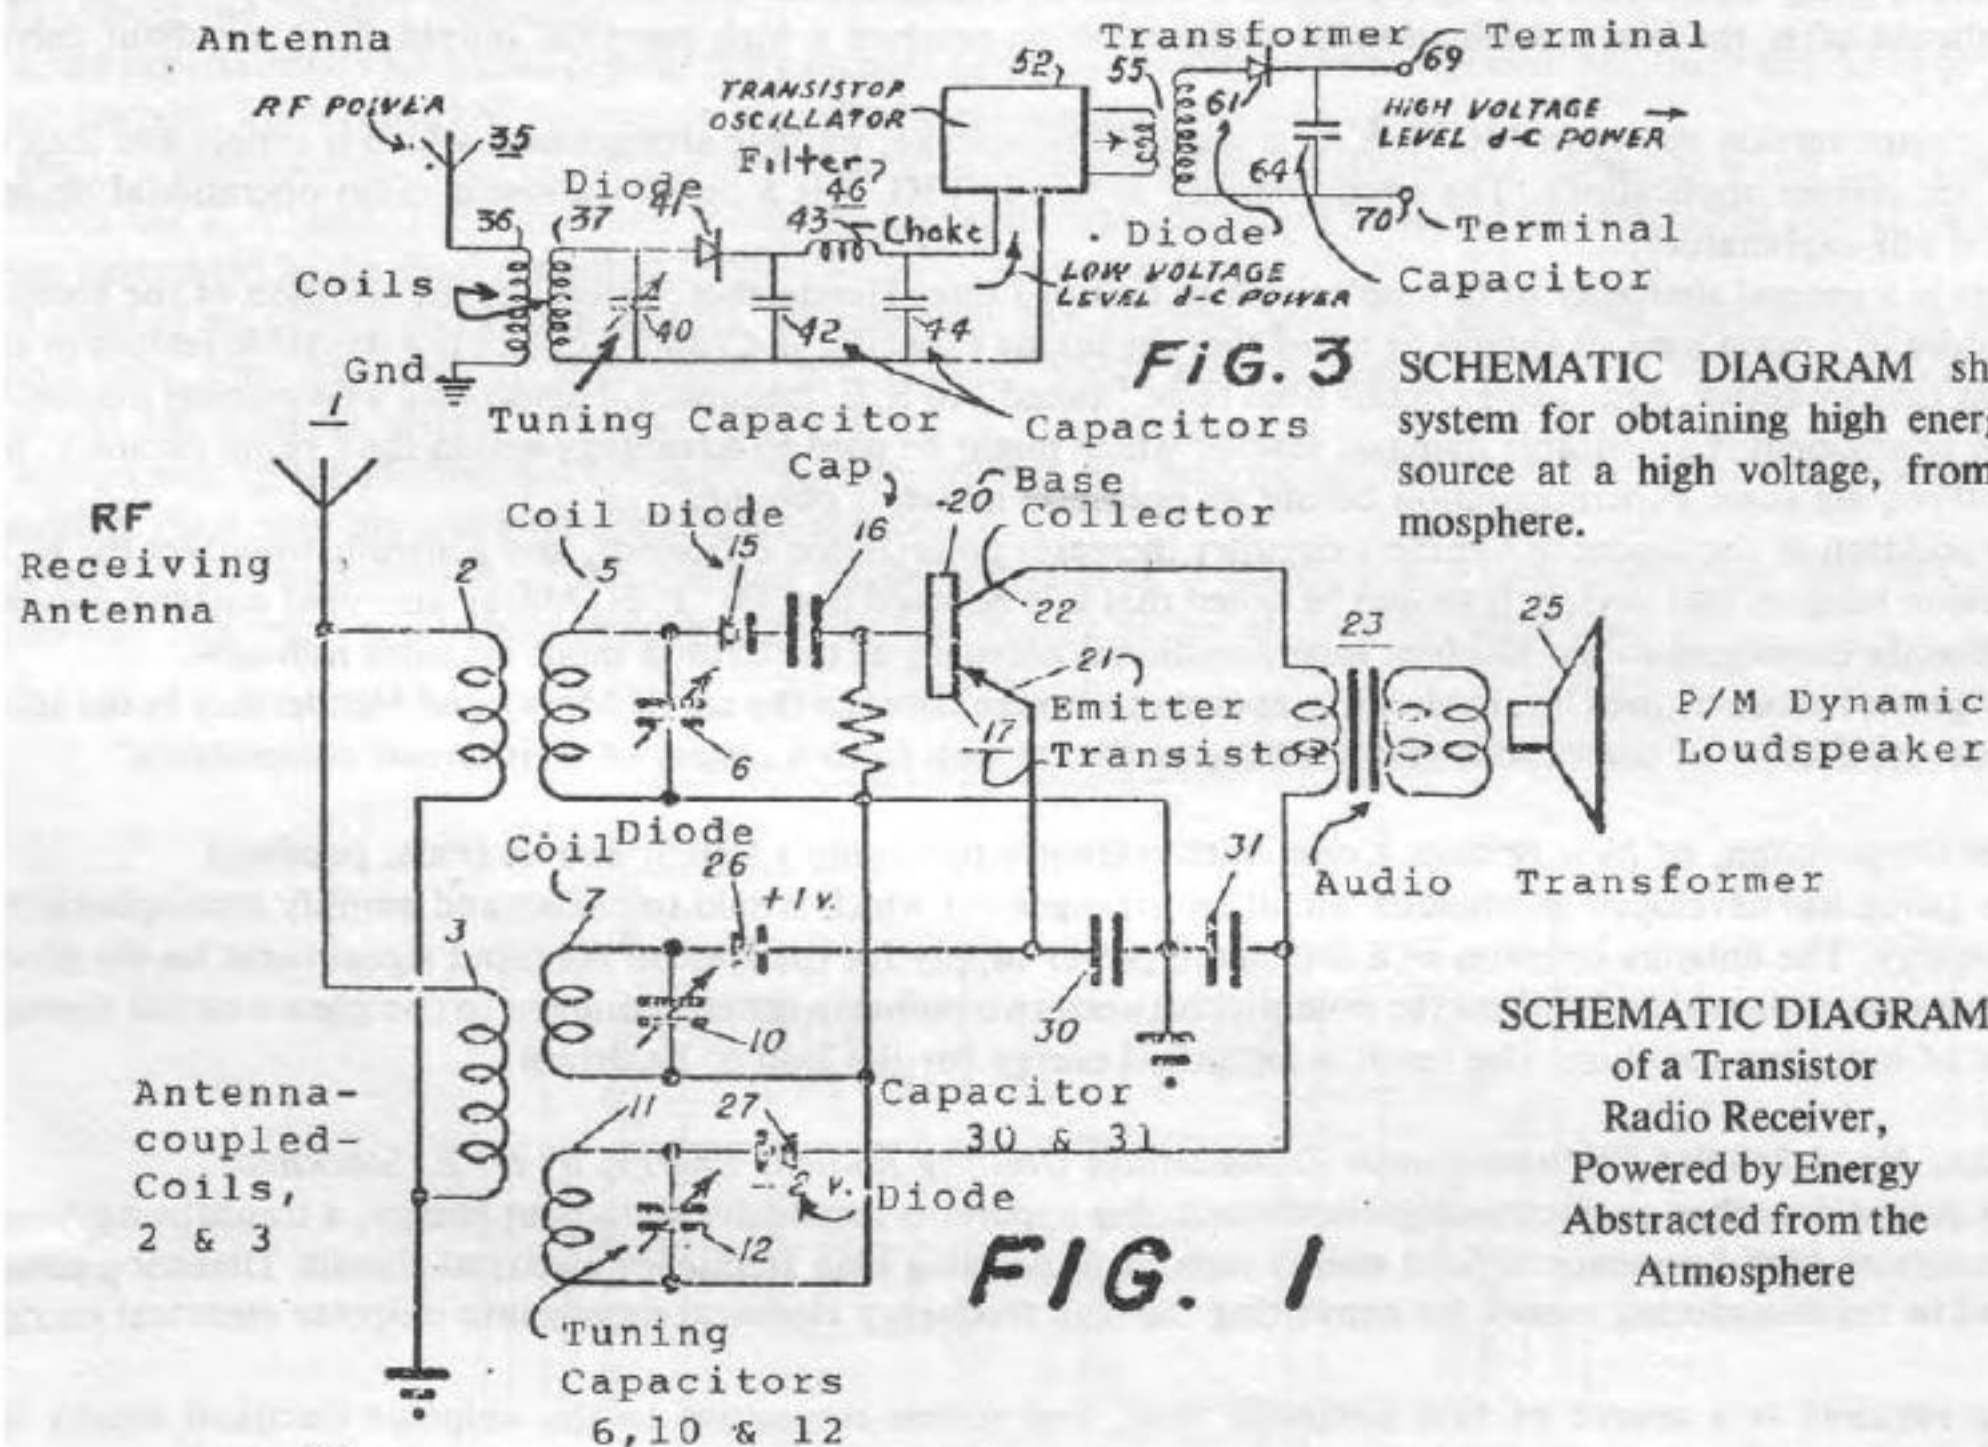 Antenna
RF POWER
35
TRANSISTOP
OSCILLATOR
Filter
46
52
55
Transformer
69
Terminal
61
HIGH VOLTAGE
LEVEL d-C POWER
64
70
Terminal
Diode
Capacitor
Diode
41
36
37
43
Choke
LOW VOLTAGE
LEVEL d-C POWER
Coils
40
42
44
Gnd
Tuning Capacitor
Capacitors
FiG. 3
SCHEMATIC DIAGRAM sh
system for obtaining high energ
source at a high voltage, from
mosphere.
1
RF
Receiving
Antenna
2
Coil
5
Diode
15
Cap
16
20
Base
Collector
22
21
Emitter
17
Transistor
23
25
P/M Dynamic
Loudspeaker
6
Audio Transformer
Coil
7
Diode
26
+1v.
3
10
30
31
Capacitor
30 & 31
Antenna-
coupled-
Coils,
2 & 3
11
27
-2 v.
Diode
12
Tuning
Capacitors
6,10 & 12
FIG. 1
SCHEMATIC DIAGRAM
of a Transistor
Radio Receiver,
Powered by Energy
Abstracted from the
Atmosphere